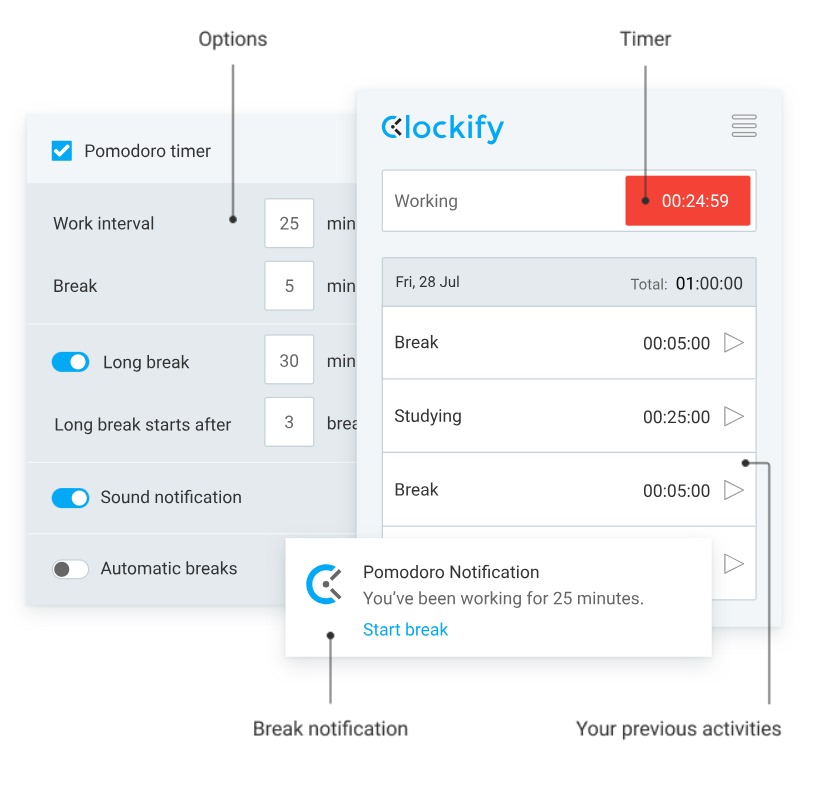 Options
Timer
Pomodoro timer
Work interval 25 min
Break 5 min
Long break 30 min
Long break starts after 3
Sound notification
Automatic breaks
Clockify
Working 00:24:59
Fri, 28 Jul Total: 01:00:00
Break 00:05:00
Studying 00:25:00
Break 00:05:00
Pomodoro Notification
You’ve been working for 25 minutes.
Start break
Break notification
Your previous activities